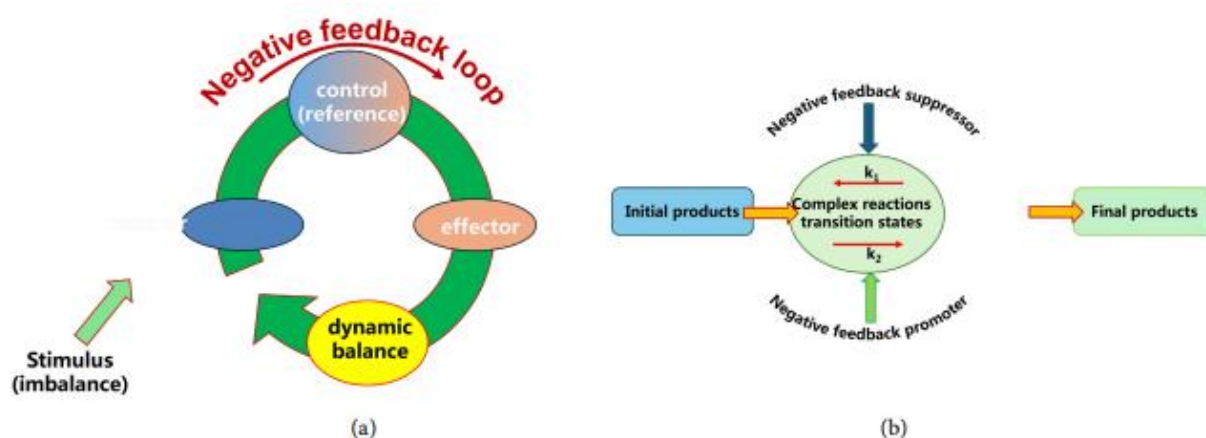 Negative feedback loop
control
(reference)
effector
dynamic
balance
Stimulus
(imbalance)
(a)
Negative feedback suppressor
k1
Initial products
Complex reactions
transition states
Final products
k2
Negative feedback promoter
(b)